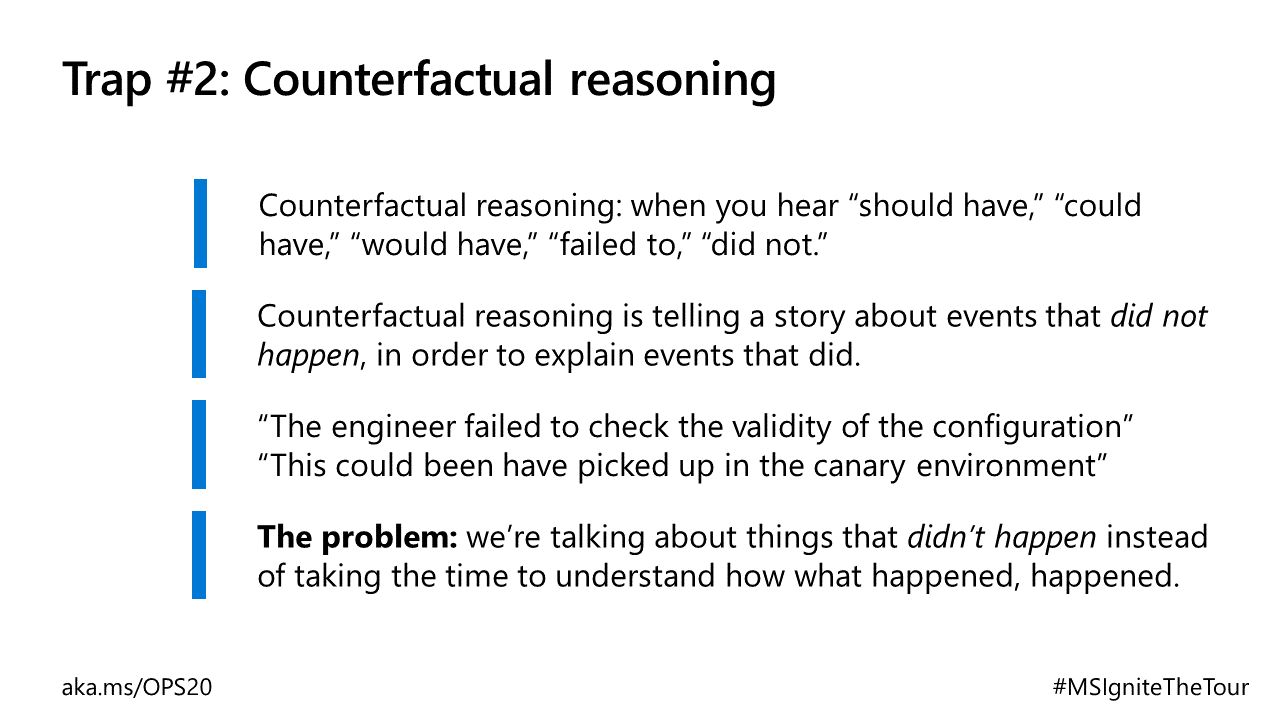 Trap #2: Counterfactual reasoning
Counterfactual reasoning: when you hear “should have,” “could
have,” “would have,” “failed to,” “did not.”
Counterfactual reasoning is telling a story about events that did not
happen, in order to explain events that did.
“The engineer failed to check the validity of the configuration”
“This could been have picked up in the canary environment”
The problem: we’re talking about things that didn’t happen instead
of taking the time to understand how what happened, happened.
aka.ms/OPS20
#MSIgniteTheTour